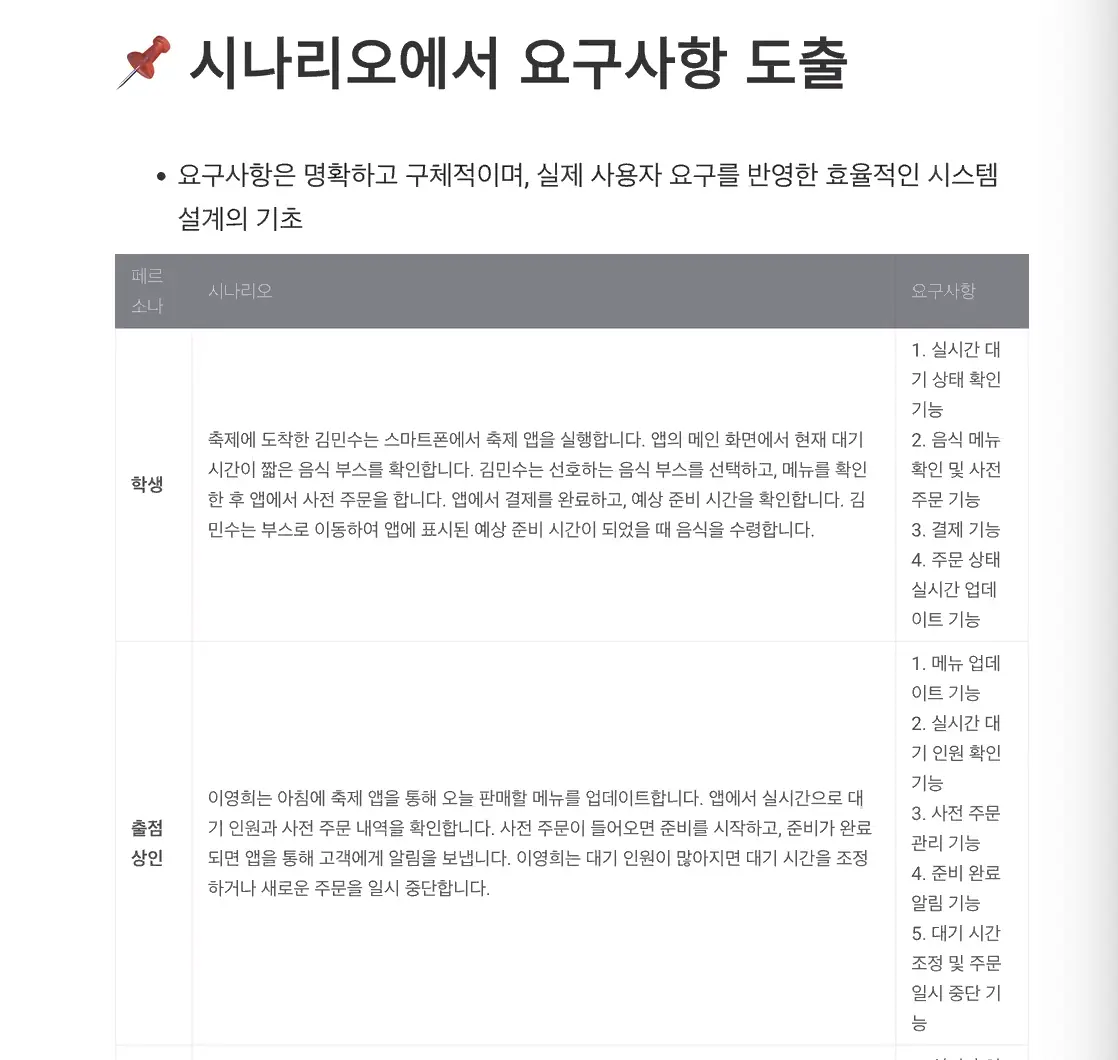 시나리오에서 요구사항 도출
• 요구사항은 명확하고 구체적이며, 실제 사용자 요구를 반영한 효율적인 시스템
설계의 기초
페르
소나
시나리오
요구사항
학생
축제에 도착한 김민수는 스마트폰에서 축제 앱을 실행합니다. 앱의 메인 화면에서 현재 대기
시간이 짧은 음식 부스를 확인합니다. 김민수는 선호하는 음식 부스를 선택하고, 메뉴를 확인
한 후 앱에서 사전 주문을 합니다. 앱에서 결제를 완료하고, 예상 준비 시간을 확인합니다. 김
민수는 부스로 이동하여 앱에 표시된 예상 준비 시간이 되었을 때 음식을 수령합니다.
1. 실시간 대
기 상태 확인
기능
2. 음식 메뉴
확인 및 사전
주문 기능
3. 결제 기능
4. 주문 상태
실시간 업데
이트 기능
출점
상인
이영희는 아침에 축제 앱을 통해 오늘 판매할 메뉴를 업데이트합니다. 앱에서 실시간으로 대
기 인원과 사전 주문 내역을 확인합니다. 사전 주문이 들어오면 준비를 시작하고, 준비가 완료
되면 앱을 통해 고객에게 알림을 보냅니다. 이영희는 대기 인원이 많아지면 대기 시간을 조정
하거나 새로운 주문을 일시 중단합니다.
1. 메뉴 업데
이트 기능
2. 실시간 대
기 인원 확인
기능
3. 사전 주문
관리 기능
4. 준비 완료
알림 기능
5. 대기 시간
조정 및 주문
일시 중단 기
능